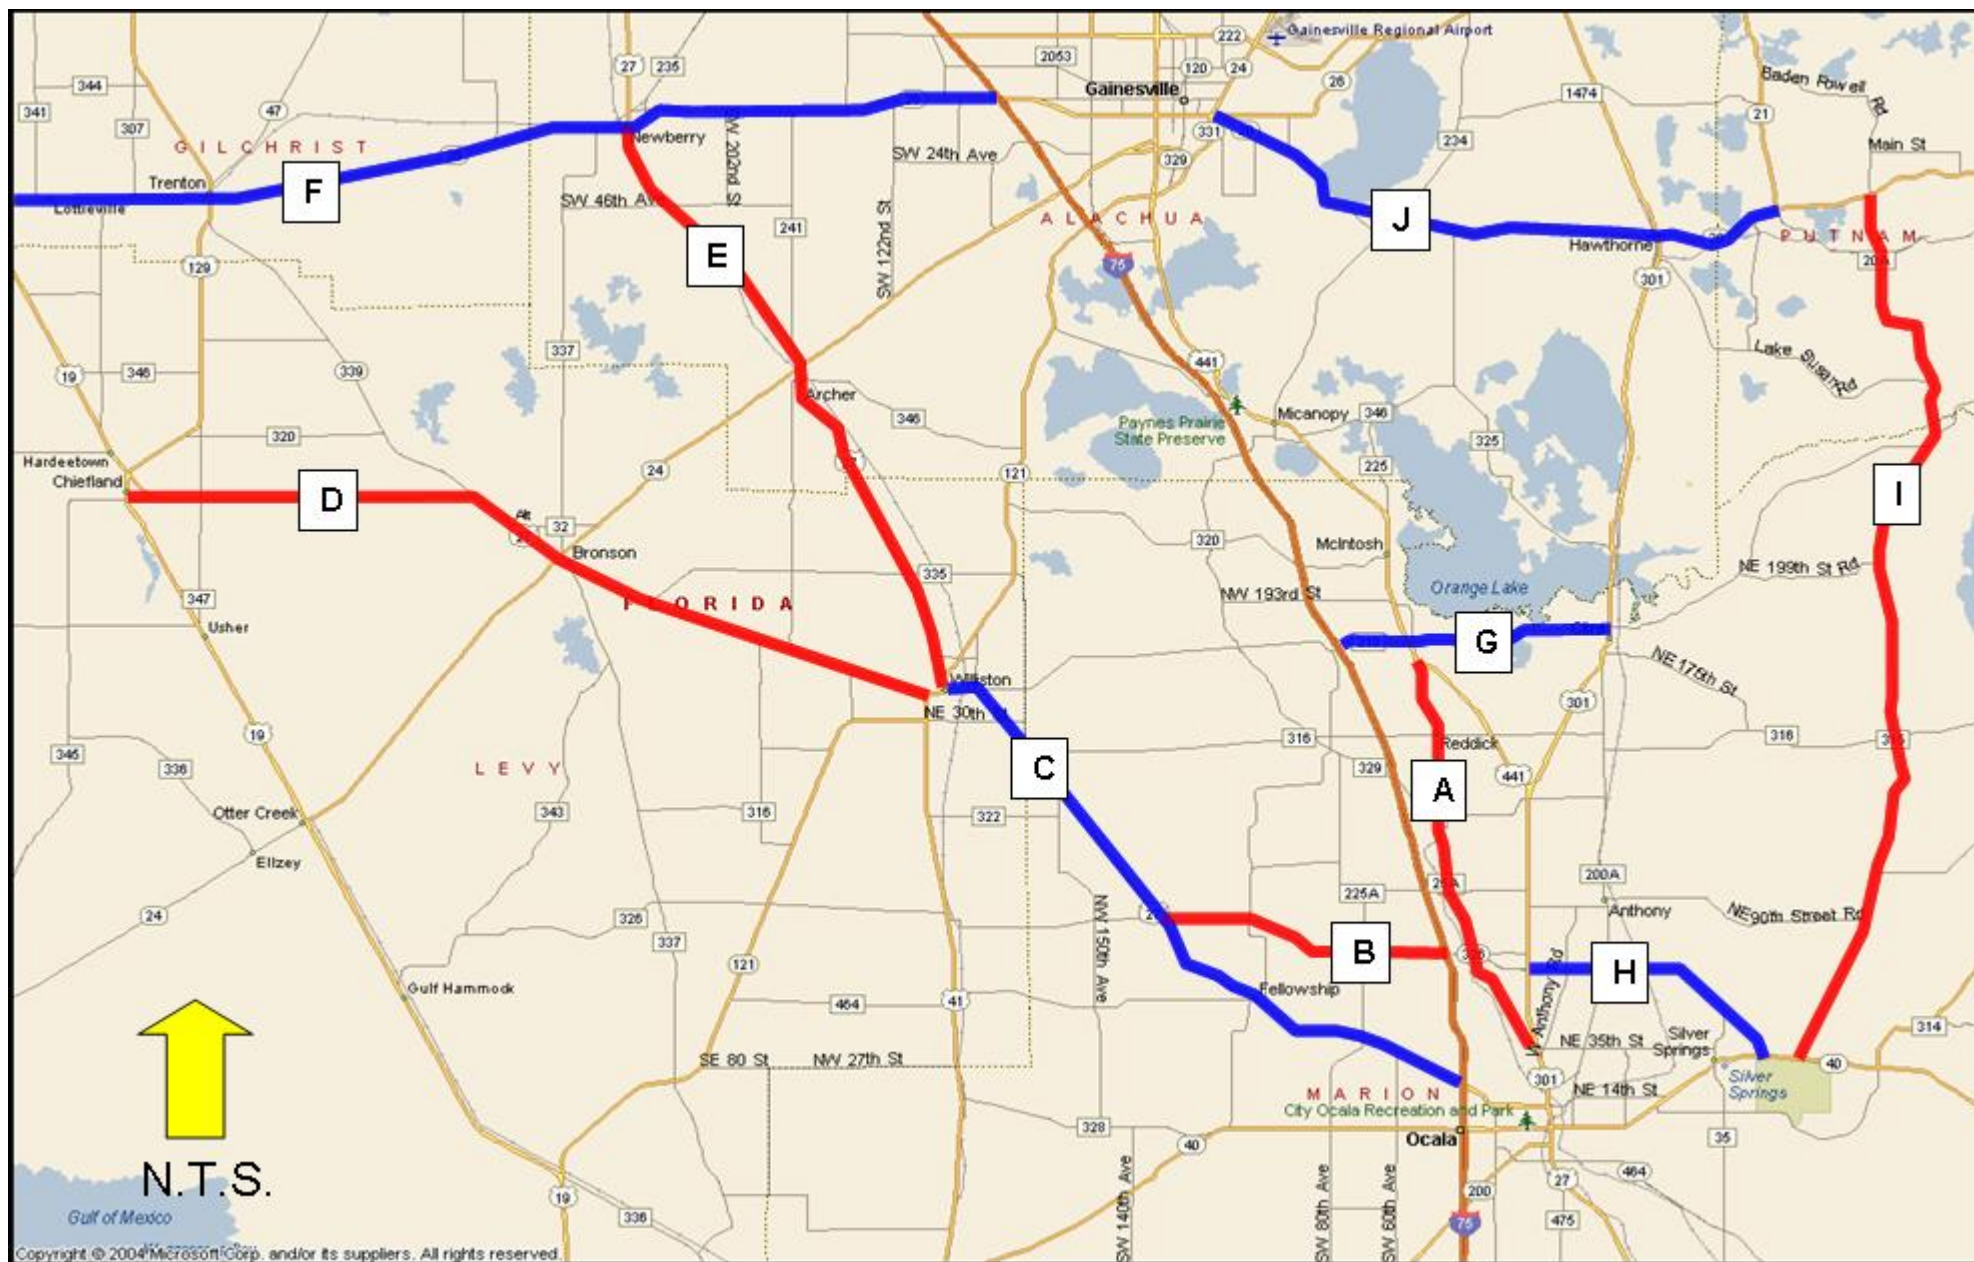 222
Gainesville Regional Airport
2053
27
235
120
24
26
344
Gainesville
1474
Baden Powell
Rd
341
47
21
307
331
Newberry
GILCHRIST
SW 202nd St
SW 24th Ave
329
234
Main St
Trenton
F
Lottieville
SW 46th Ave
J
ALACHUA
241
SW 122nd St
PUTNAM
Hawthorne
E
129
75
20A
301
337
Lake Susan Rd
441
19
346
339
Archer
346
Paynes Prairie
State Preserve
Micanopy
346
325
320
Hardeetown
Chiefland
24
121
225
D
I
Alt
32
Bronson
320
McIntosh
NE 199th St Rd
335
Orange Lake
NW 193rd St
347
FLORIDA
Usher
G
NE 175th St
Williston
NE 30th
301
19
345
336
C
316
Reddick
316
LEVY
329
441
A
Otter Creek
343
316
322
Ellzey
200A
225A
25A
24
326
NW 150th Ave
Anthony
NE 90th Street Rd
337
B
326
121
H
Gulf Hammock
Fellowship
464
41
W Anthony Rd
NE 35th St
Silver
Springs
314
SE 80 St
NW 27th St
40
301
NE 14th St
Silver
Springs
MARION
City Ocala Recreation and Park
328
Ocala
35
40
N.T.S.
SW 140th Ave
SW 80th Ave
SW 60th Ave
464
27
200
19
Gulf of Mexico
336
75
475
Copyright © 2004 Microsoft Corp. and/or its suppliers. All rights reserved.